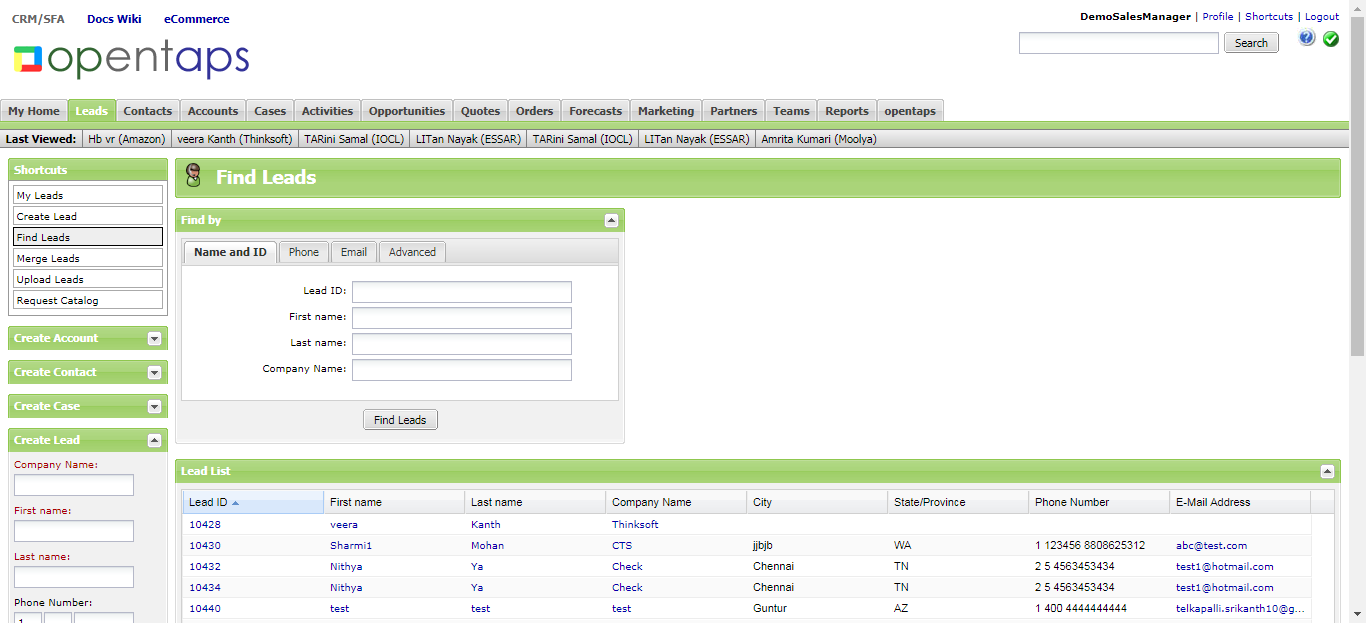 CRM/SFA Docs Wiki eCommerce
DemoSalesManager | Profile | Shortcuts | Logout
opentaps
Search
?
My Home Leads Contacts Accounts Cases Activities Opportunities Quotes Orders Forecasts Marketing Partners Teams Reports opentaps
Last Viewed: Hb vr (Amazon) veera Kanth (Thinksoft) TARini Samal (IOCL) LITan Nayak (ESSAR) TARini Samal (IOCL) LITan Nayak (ESSAR) Amrita Kumari (Moolya)
Shortcuts
My Leads
Create Lead
Find Leads
Merge Leads
Upload Leads
Request Catalog
Create Account
Create Contact
Create Case
Create Lead
Company Name:
First name:
Last name:
Phone Number:
1
Find Leads
Find by
Name and ID Phone Email Advanced
Lead ID:
First name:
Last name:
Company Name:
Find Leads
Lead List
Lead ID First name Last name Company Name City State/Province Phone Number E-Mail Address
10428 veera Kanth Thinksoft
10430 Sharmi1 Mohan CTS jjbjb WA 1 123456 8808625312 abc@test.com
10432 Nithya Ya Check Chennai TN 2 5 4563453434 test1@hotmail.com
10434 Nithya Ya Check Chennai TN 2 5 4563453434 test1@hotmail.com
10440 test test test Guntur AZ 1 400 4444444444 telkapalli.srikanth10@g...